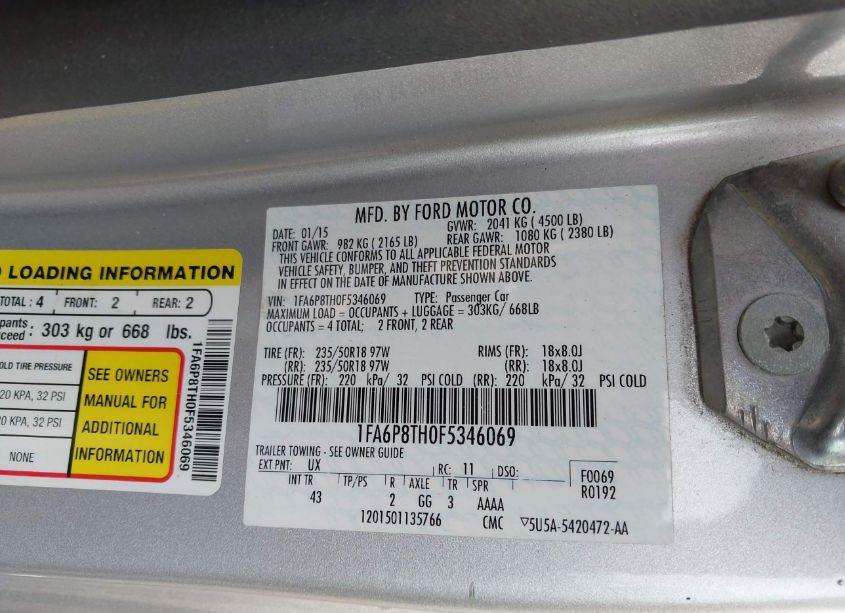 MFD. BY FORD MOTOR CO.
DATE: 01/15 GVWR: 2041 KG ( 4500 LB)
FRONT GAWR: 982 KG ( 2165 LB) REAR GAWR: 1080 KG ( 2380 LB)
THIS VEHICLE CONFORMS TO ALL APPLICABLE FEDERAL MOTOR
VEHICLE SAFETY, BUMPER, AND THEFT PREVENTION STANDARDS
IN EFFECT ON THE DATE OF MANUFACTURE SHOWN ABOVE.
VIN: 1FA6P8TH0F5346069 TYPE: Passenger Car
MAXIMUM LOAD = OCCUPANTS + LUGGAGE = 303KG/ 668LB
OCCUPANTS = 4 TOTAL; 2 FRONT, 2 REAR
TIRE (FR): 235/50R18 97W RIMS (FR): 18x8.0J
(RR): 235/50R18 97W (RR): 18x8.0J
PRESSURE (FR): 220 kPa/ 32 PSI COLD (RR): 220 kPa/ 32 PSI COLD
1FA6P8TH0F5346069
TRAILER TOWING - SEE OWNER GUIDE
EXT PNT: UX RC: 11 DSO: F0069
R0192
INT TR TP/PS R AXLE TR SPR
43 2 GG 3 AAAA
1201501135766 CMC ▽5U5A-5420472-AA
LOADING INFORMATION
TOTAL : 4 FRONT: 2 REAR: 2
303 kg or 668 lbs.
TIRE PRESSURE
KPA, 32 PSI
KPA, 32 PSI
NONE
SEE OWNERS
MANUAL FOR
ADDITIONAL
INFORMATION
1FA6P8TH0F5346069